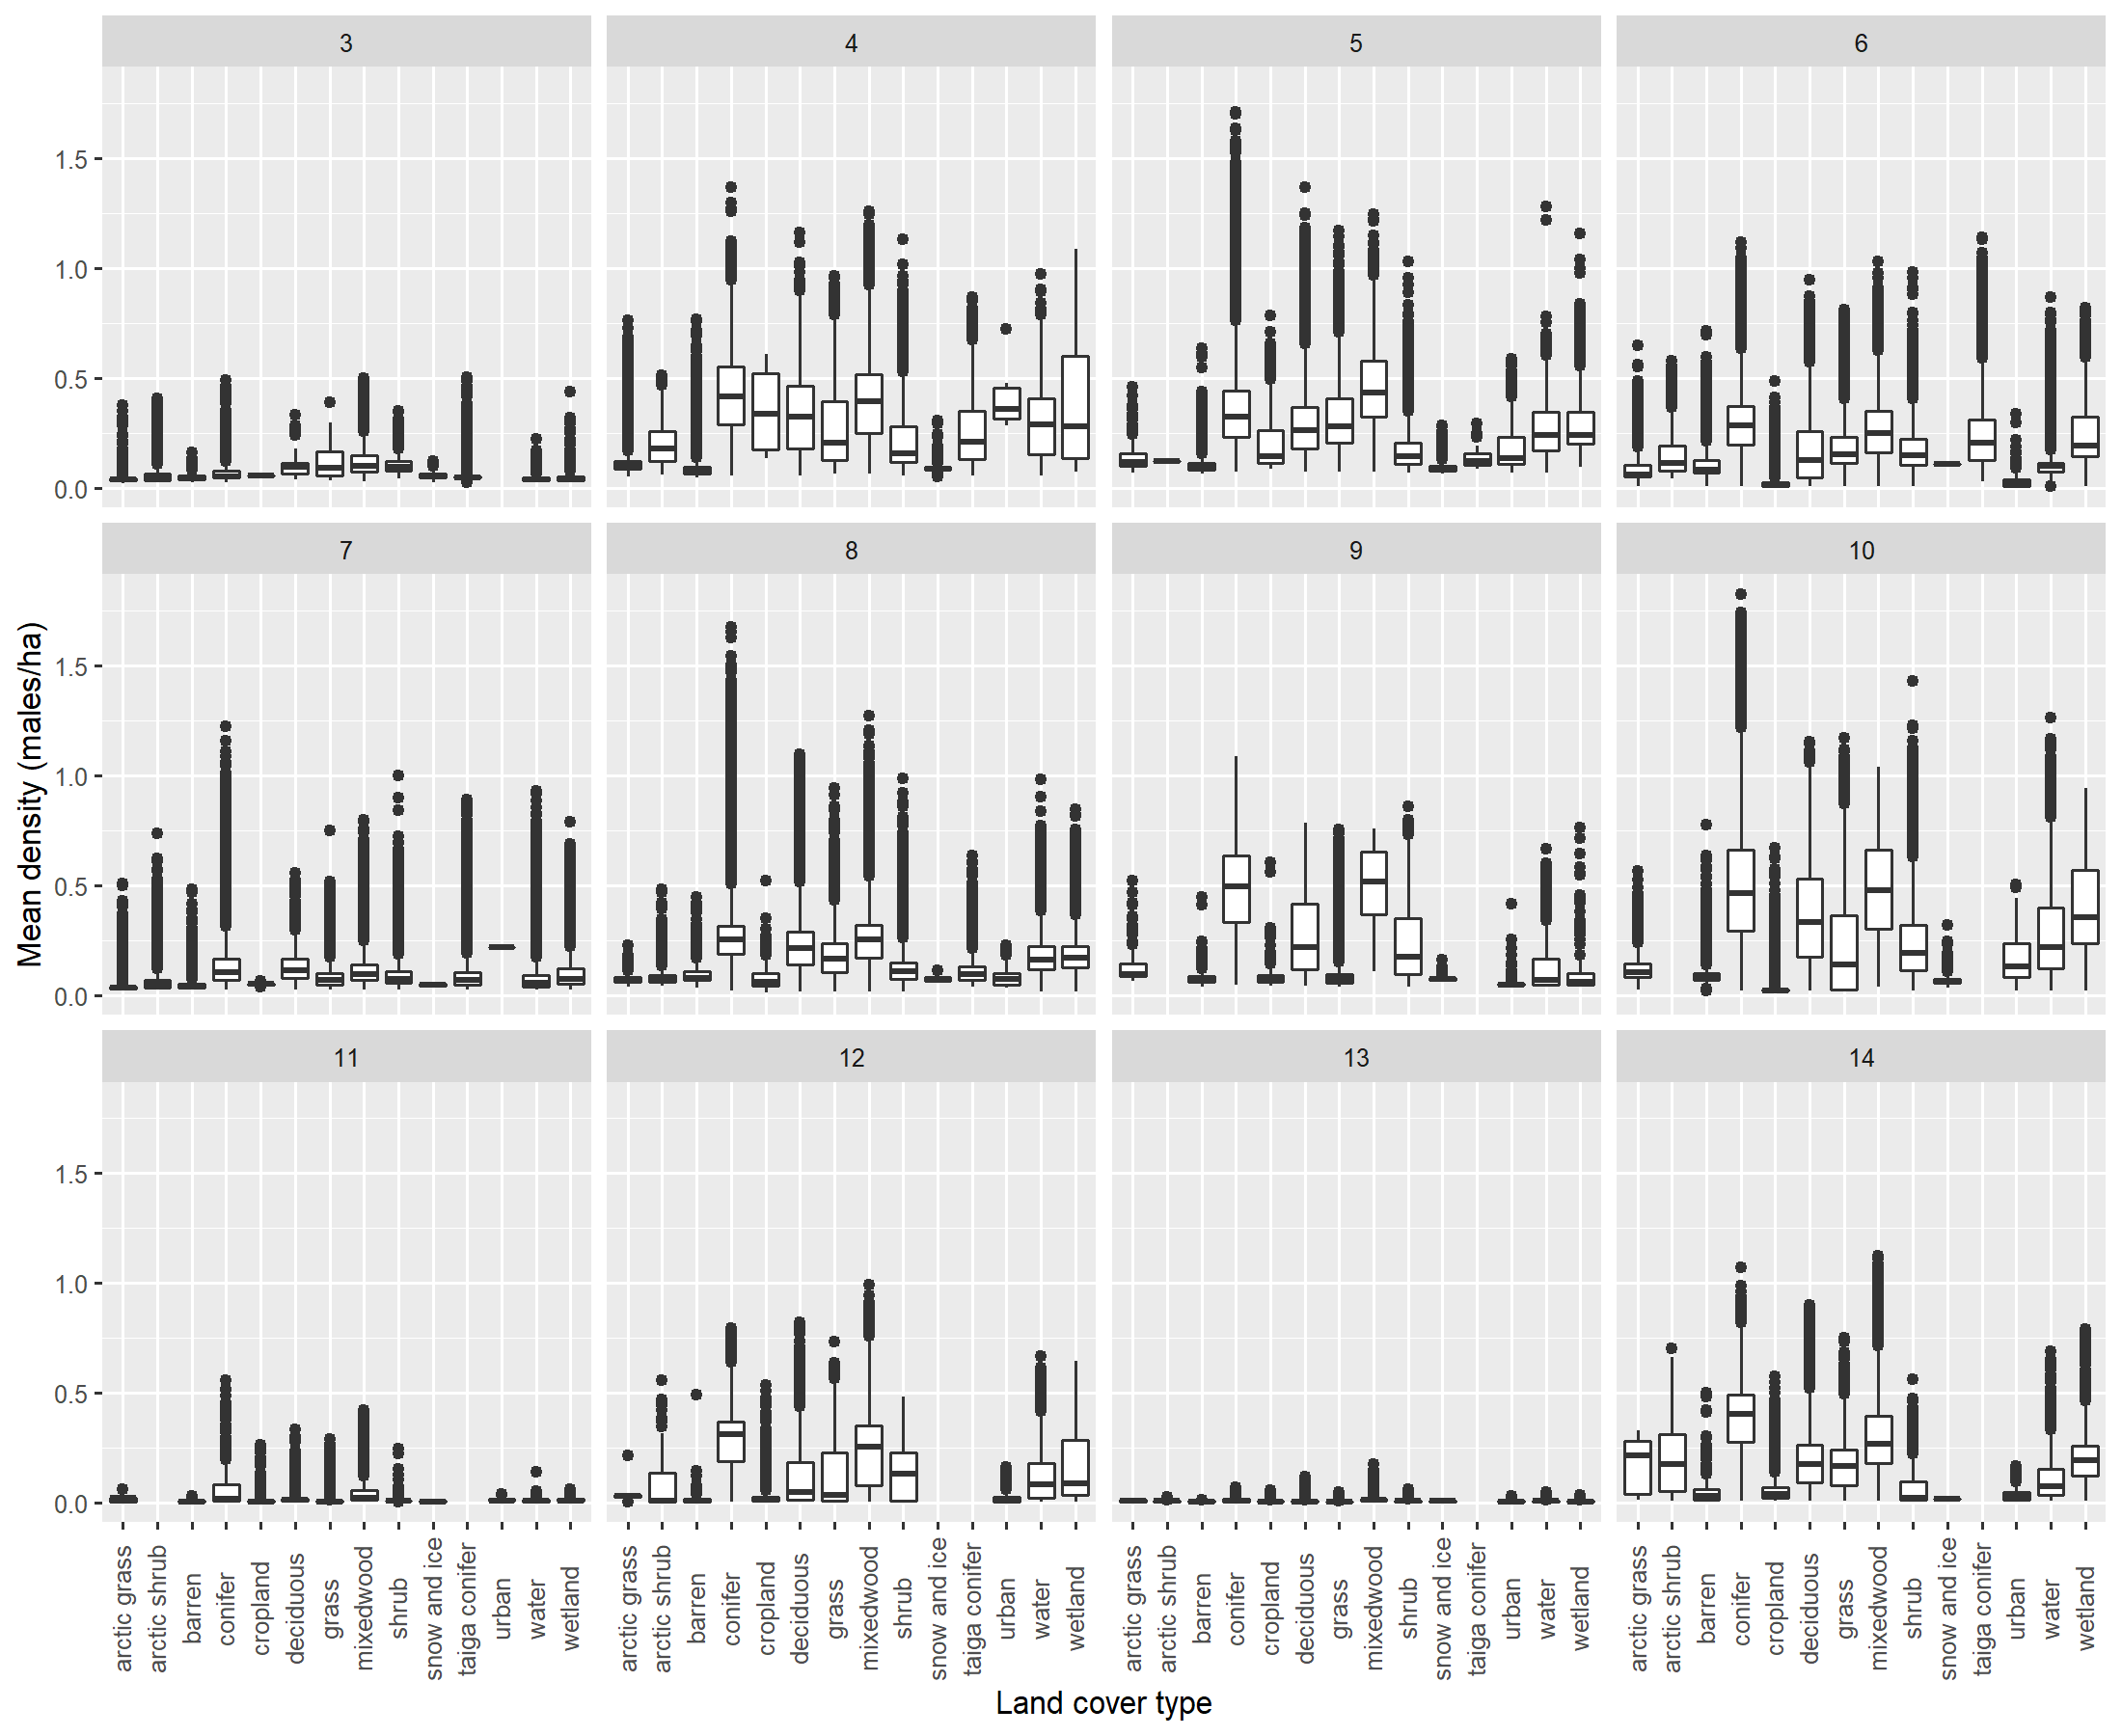 3 4 5 6
1.5
1.0
0.5
0.0
7 8 9 10
1.5
1.0
0.5
0.0
11 12 13 14
1.5
1.0
0.5
0.0
Mean density (males/ha)
arctic grass arctic shrub barren conifer cropland deciduous grass mixedwood shrub snow and ice taiga conifer urban water wetland
arctic grass arctic shrub barren conifer cropland deciduous grass mixedwood shrub snow and ice taiga conifer urban water wetland
arctic grass arctic shrub barren conifer cropland deciduous grass mixedwood shrub snow and ice taiga conifer urban water wetland
arctic grass arctic shrub barren conifer cropland deciduous grass mixedwood shrub snow and ice taiga conifer urban water wetland
Land cover type